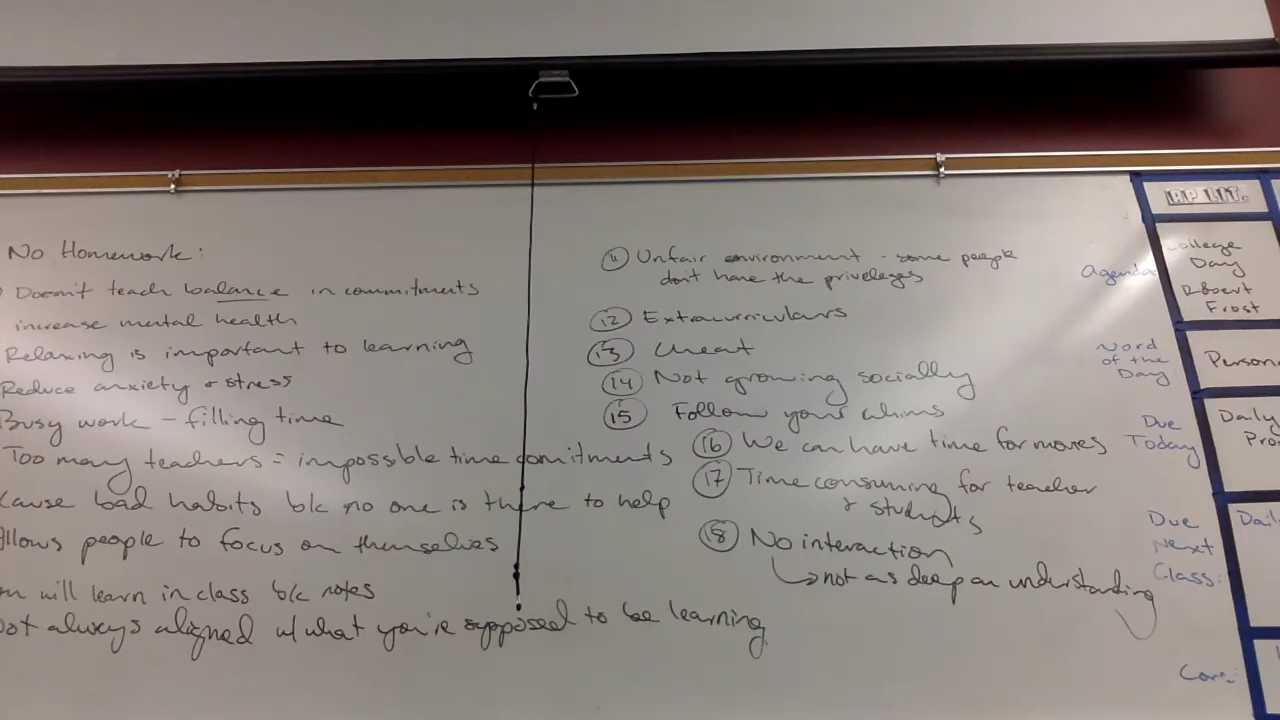 No Homework:
Doesn't teach balance in commitments
increase mental health
Relaxing is important to learning
Reduce anxiety & stress
Busy work - filling time
Too many teachers = impossible time comitments
Cause bad habits b/c no one is there to help
Allows people to focus on themselves
will learn in class b/c notes
not always aligned w/ what you're supposed to be learning
11 Unfair environment - some people
don't have the priveleges
12 Extracurriculars
13 Cheat
14 Not growing socially
15 Follow your whims
16 We can have time for movies
17 Time consuming for teacher
& students
18 No interaction
↳ not as deep an understanding
AP LIT.
Agenda
College
Day
Robert
Frost
Word
of the
Day:
Person
Due
Today
Daily
Pro
Due
Next
Class:
Dail